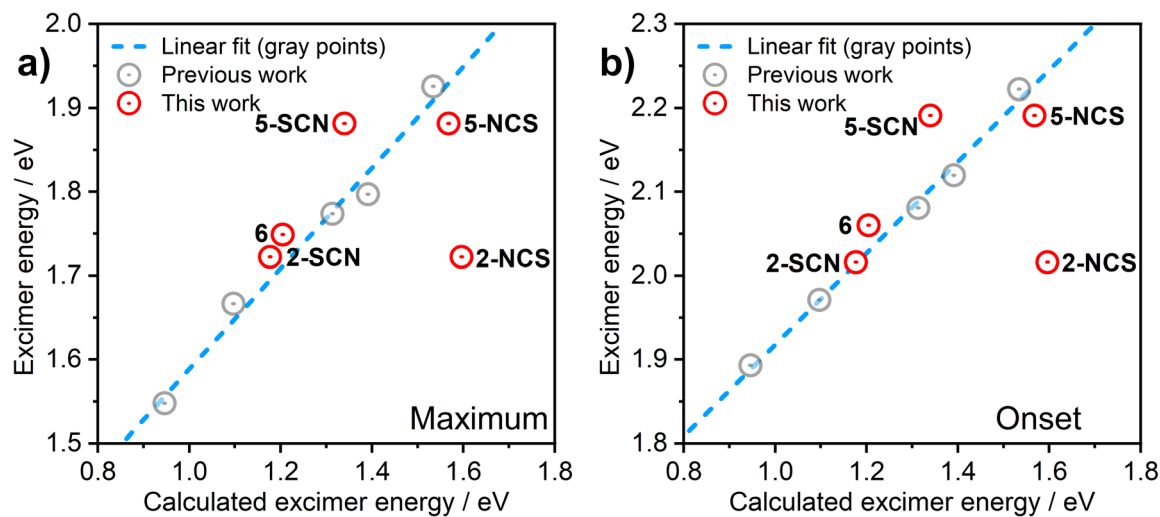 a)
Linear fit (gray points)
Previous work
This work
5-SCN
5-NCS
6
2-SCN
2-NCS
Maximum
2.0
1.9
1.8
1.7
1.6
1.5
0.8 1.0 1.2 1.4 1.6 1.8
Excimer energy / eV
Calculated excimer energy / eV
b)
Linear fit (gray points)
Previous work
This work
5-SCN
5-NCS
6
2-SCN
2-NCS
Onset
2.3
2.2
2.1
2.0
1.9
1.8
0.8 1.0 1.2 1.4 1.6 1.8
Excimer energy / eV
Calculated excimer energy / eV